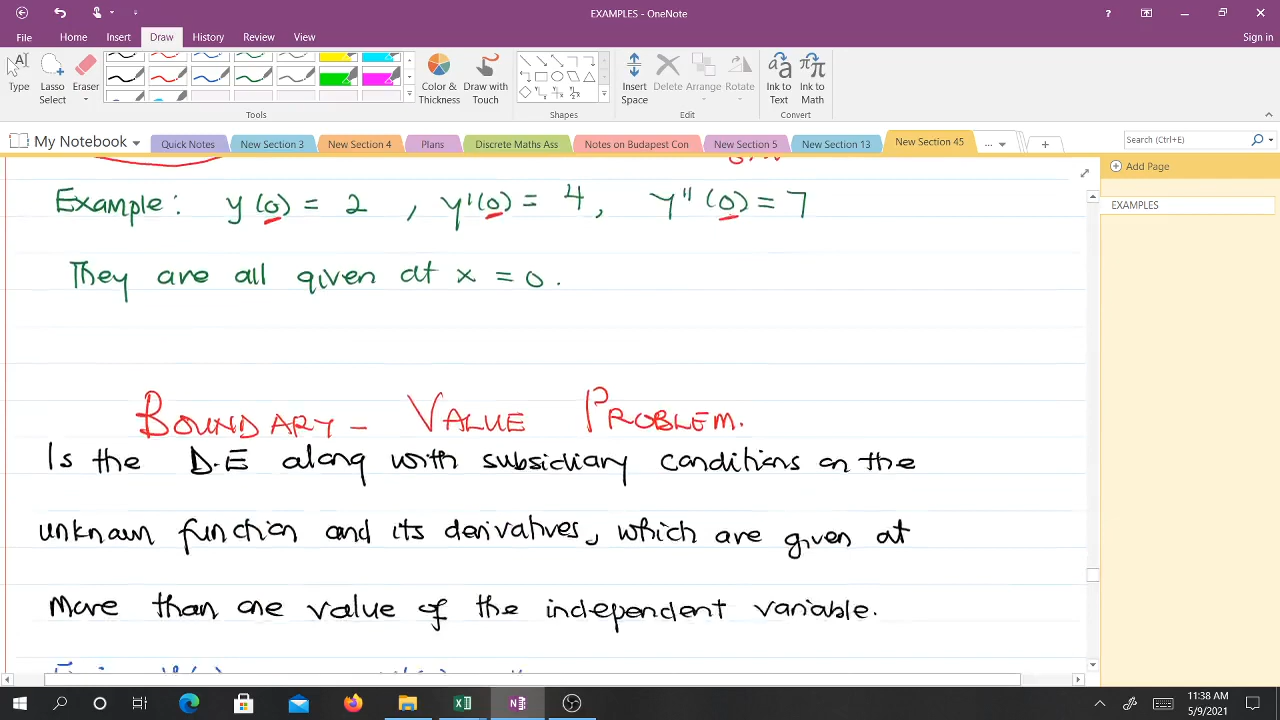 EXAMPLES - OneNote
Sign in
File Home Insert Draw History Review View
Type
Lasso Select
Eraser
Color & Thickness
Draw with Touch
Insert Space
Delete
Arrange
Rotate
Ink to Text
Ink to Math
Tools
Shapes
Edit
Convert
My Notebook
Quick Notes
New Section 3
New Section 4
Plans
Discrete Maths Ass
Notes on Budapest Con
New Section 5
New Section 13
New Section 45
Search (Ctrl+E)
Add Page
EXAMPLES
Example: y(0) = 2 , y'(0) = 4, y''(0) = 7
They are all given at x = 0.
BOUNDARY - VALUE PROBLEM.
Is the D.E along with subsidiary conditions on the
unknown function and its derivatives, which are given at
more than one value of the independent variable.
11:38 AM
5/9/2021